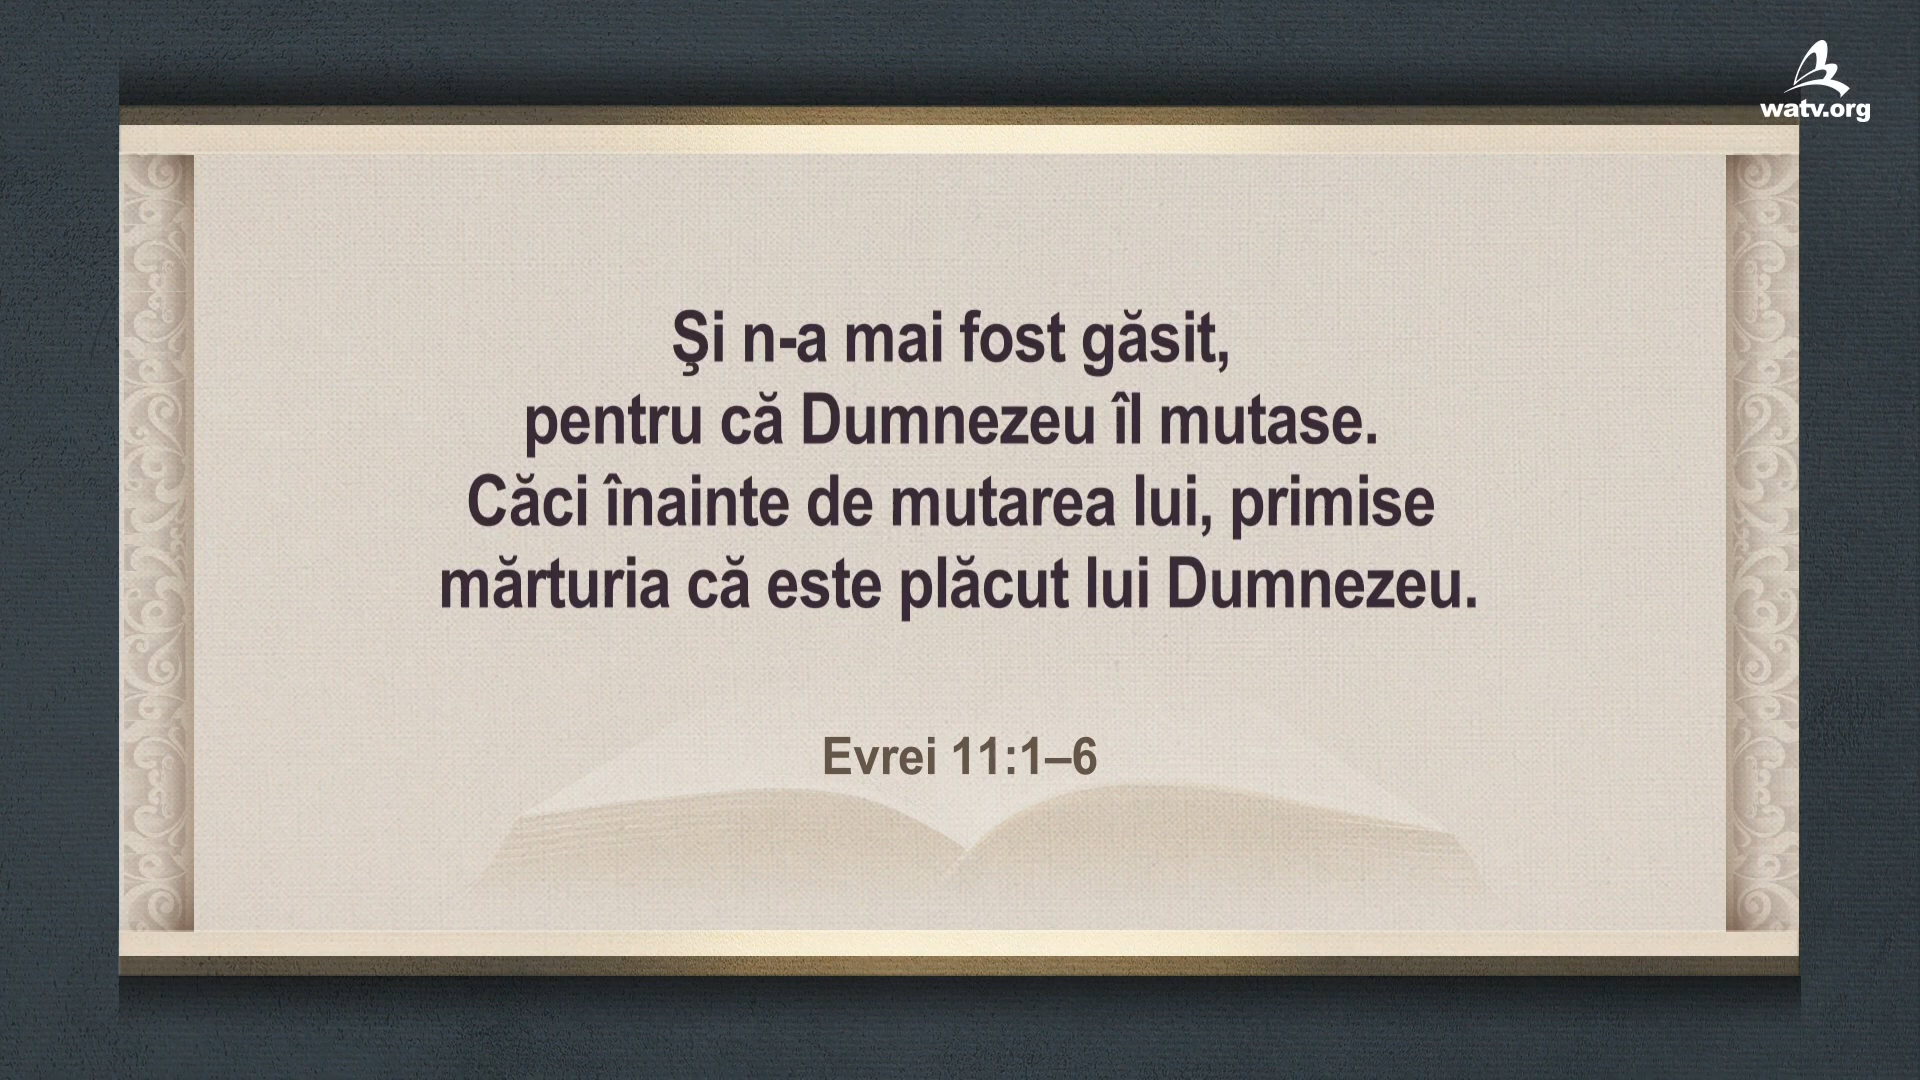 watv.org
Şi n-a mai fost găsit,
pentru că Dumnezeu îl mutase.
Căci înainte de mutarea lui, primise
mărturia că este plăcut lui Dumnezeu.
Evrei 11:1–6